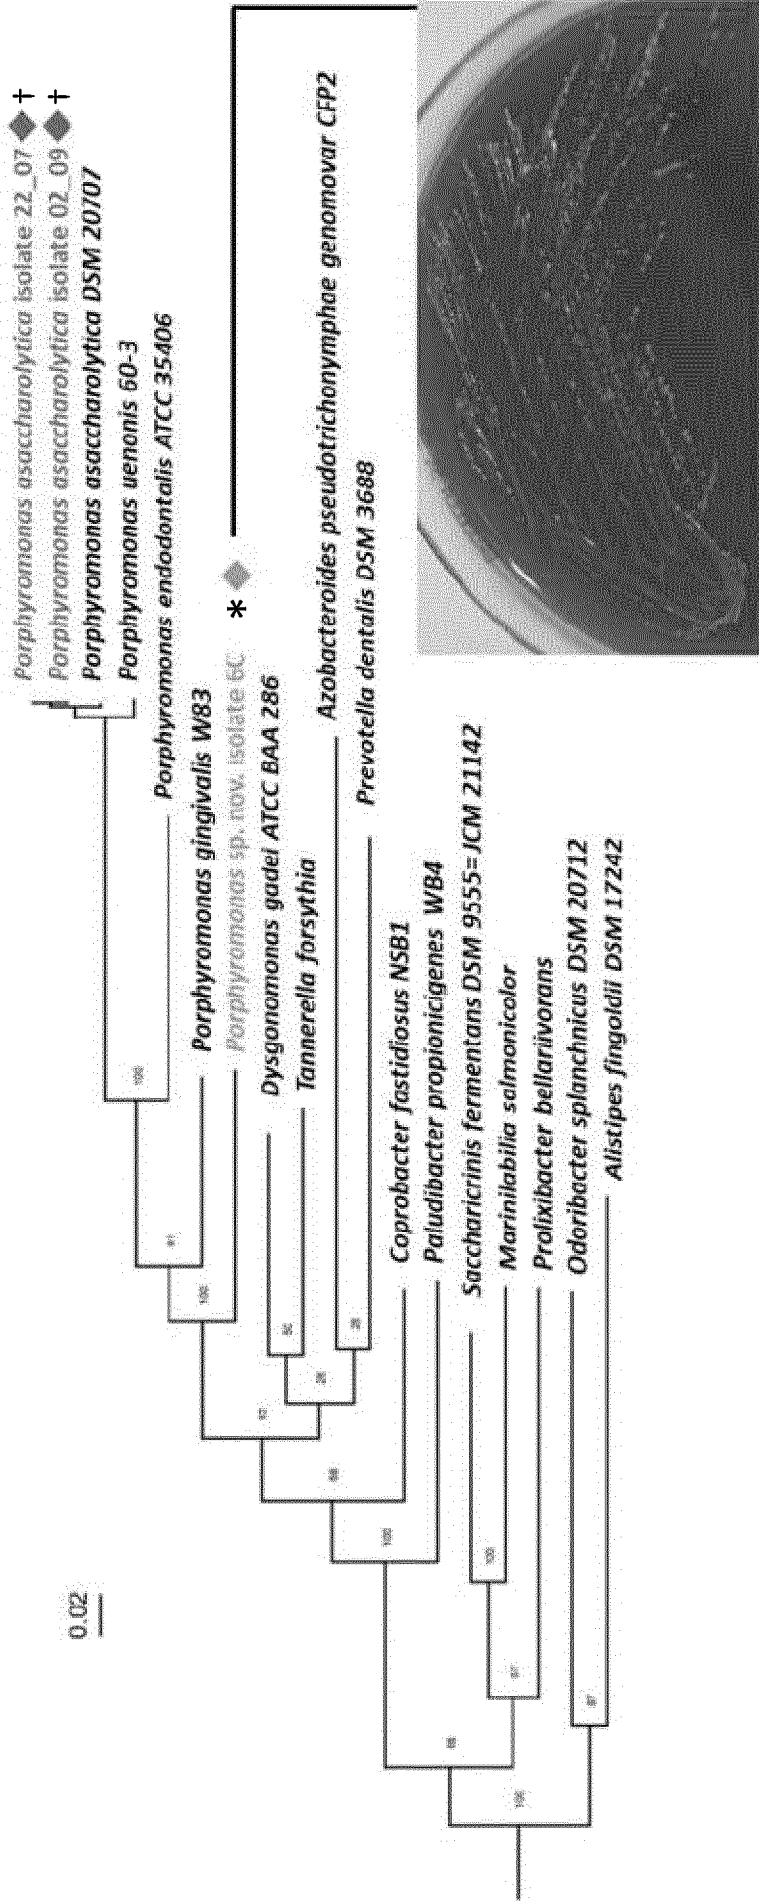 Porphyromonas asaccharolytica isolate 22_07 ◆ †
Porphyromonas asaccharolytica isolate 02_09 ◆ †
Porphyromonas asaccharolytica DSM 20707
Porphyromonas uenonis 60-3
Porphyromonas endodontalis ATCC 35406
Porphyromonas gingivalis W83
Porphyromonas sp. nov. isolate 6C * ◆
Dysgonomonas gadei ATCC BAA 286
Tannerella forsythia
Azobacteroides pseudotrichonymphae genomovar CFP2
Prevotella dentalis DSM 3688
Coprobacter fastidiosus NSB1
Paludibacter propionicigenes WB4
Saccharicrinis fermentans DSM 9555= JCM 21142
Marinilabilia salmonicolor
Prolixibacter bellariivorans
Odoribacter splanchnicus DSM 20712
Alistipes fingoldii DSM 17242
0.02
100
100
100
100